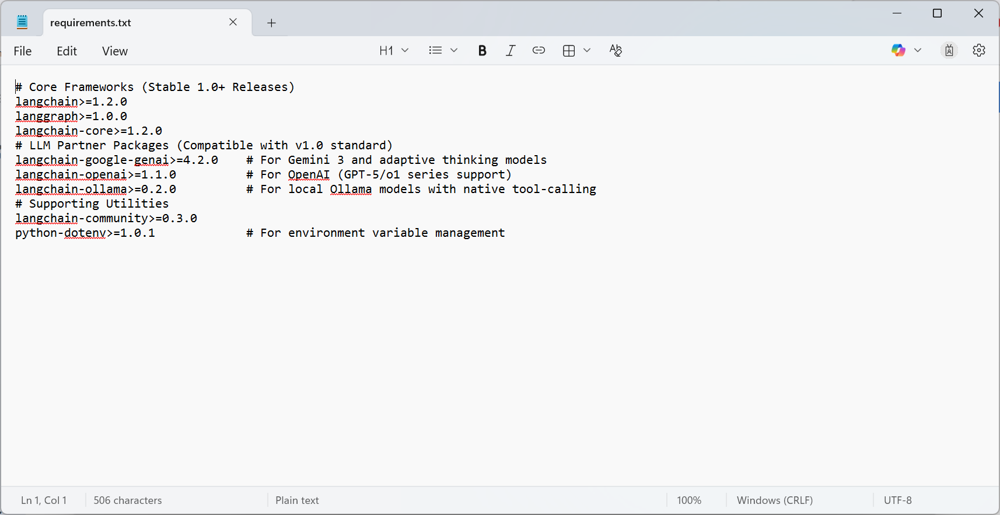 requirements.txt
File Edit View H1
# Core Frameworks (Stable 1.0+ Releases)
langchain>=1.2.0
langgraph>=1.0.0
langchain-core>=1.2.0
# LLM Partner Packages (Compatible with v1.0 standard)
langchain-google-genai>=4.2.0    # For Gemini 3 and adaptive thinking models
langchain-openai>=1.1.0          # For OpenAI (GPT-5/o1 series support)
langchain-ollama>=0.2.0          # For local Ollama models with native tool-calling
# Supporting Utilities
langchain-community>=0.3.0
python-dotenv>=1.0.1             # For environment variable management
Ln 1, Col 1 506 characters Plain text 100% Windows (CRLF) UTF-8